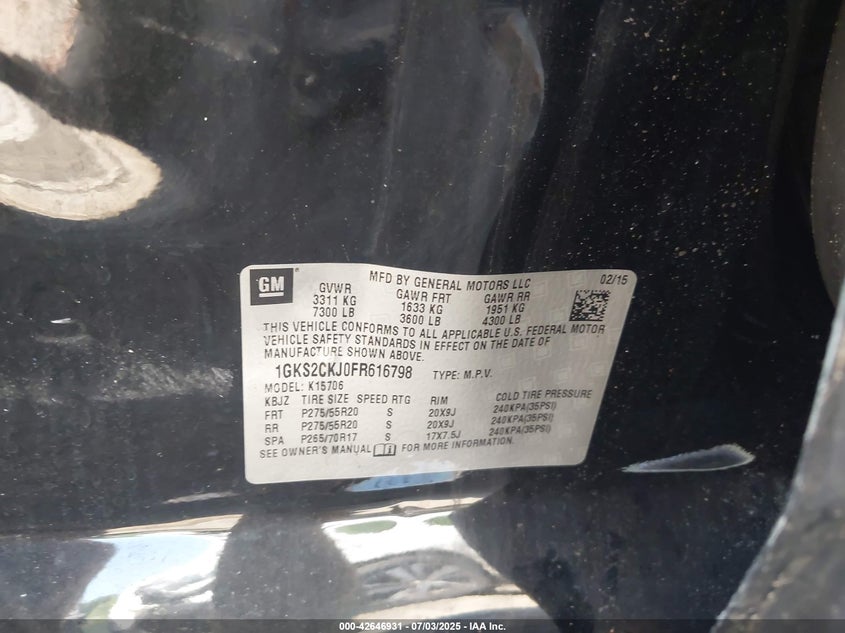 GM
MFD BY GENERAL MOTORS LLC 02/15
GVWR GAWR FRT GAWR RR
3311 KG 1633 KG 1951 KG
7300 LB 3600 LB 4300 LB
THIS VEHICLE CONFORMS TO ALL APPLICABLE U.S. FEDERAL MOTOR
VEHICLE SAFETY STANDARDS IN EFFECT ON THE DATE OF
MANUFACTURE SHOWN ABOVE.
1GKS2CKJ0FR616798 TYPE: M.P.V.
MODEL: K15706
KBJZ TIRE SIZE SPEED RTG RIM COLD TIRE PRESSURE
FRT P275/55R20 S 20X9J 240KPA(35PSI)
RR P275/55R20 S 20X9J 240KPA(35PSI)
SPA P265/70R17 S 17X7.5J 240KPA(35PSI)
SEE OWNER'S MANUAL FOR MORE INFORMATION.
000-42646931 - 07/03/2025 - IAA Inc.